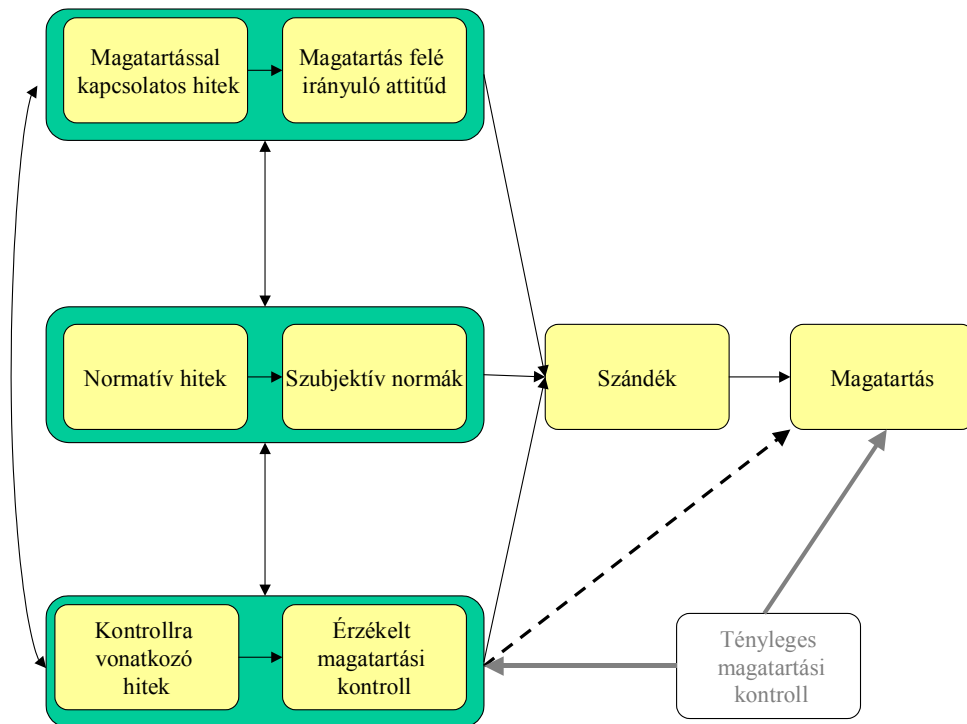 Magatartással
kapcsolatos hitek
Magatartás felé
irányuló attitűd
Normatív hitek
Szubjektív normák
Szándék
Magatartás
Kontrollra
vonatkozó
hitek
Érzékelt
magatartási
kontroll
Tényleges
magatartási
kontroll